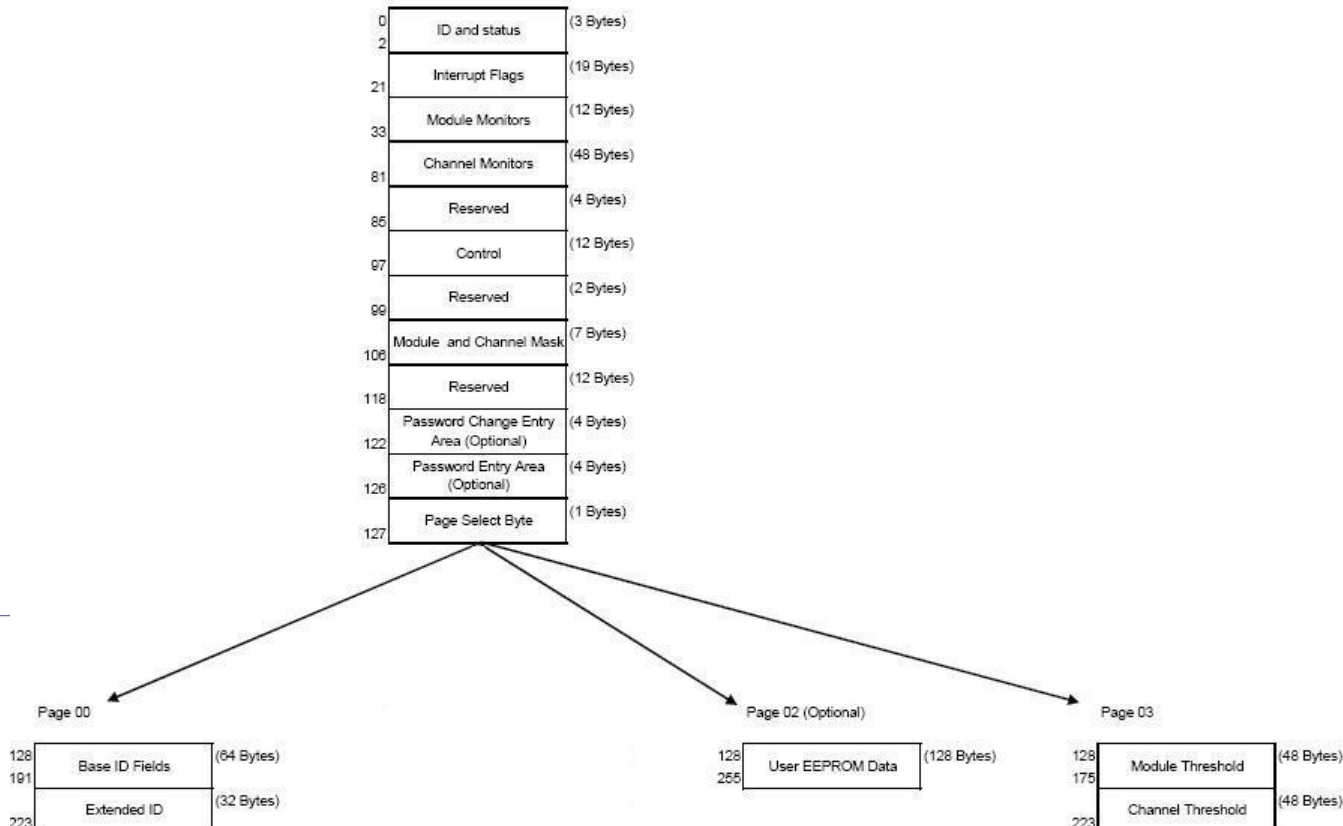 0
2
ID and status
(3 Bytes)
21
Interrupt Flags
(19 Bytes)
33
Module Monitors
(12 Bytes)
81
Channel Monitors
(48 Bytes)
85
Reserved
(4 Bytes)
97
Control
(12 Bytes)
99
Reserved
(2 Bytes)
106
Module and Channel Mask
(7 Bytes)
118
Reserved
(12 Bytes)
122
Password Change Entry
Area (Optional)
(4 Bytes)
126
Password Entry Area
(Optional)
(4 Bytes)
127
Page Select Byte
(1 Bytes)
Page 00
128
191
Base ID Fields
(64 Bytes)
223
Extended ID
(32 Bytes)
Page 02 (Optional)
128
255
User EEPROM Data
(128 Bytes)
Page 03
128
175
Module Threshold
(48 Bytes)
223
Channel Threshold
(48 Bytes)